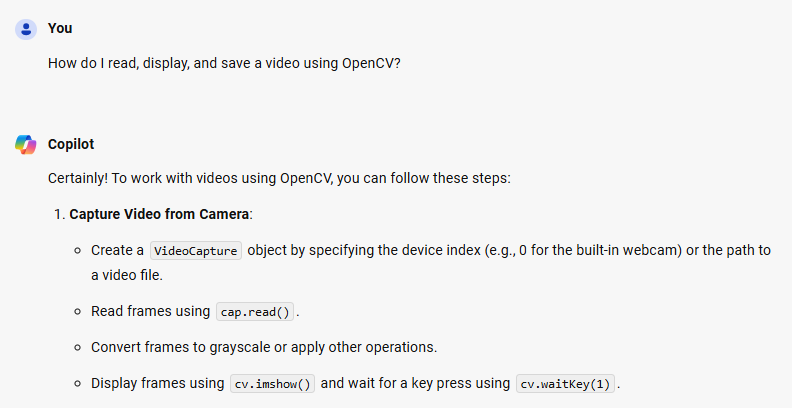 You
How do I read, display, and save a video using OpenCV?
Copilot
Certainly! To work with videos using OpenCV, you can follow these steps:
1. Capture Video from Camera:
Create a VideoCapture object by specifying the device index (e.g., 0 for the built-in webcam) or the path to
a video file.
Read frames using cap.read() .
Convert frames to grayscale or apply other operations.
Display frames using cv.imshow() and wait for a key press using cv.waitKey(1) .